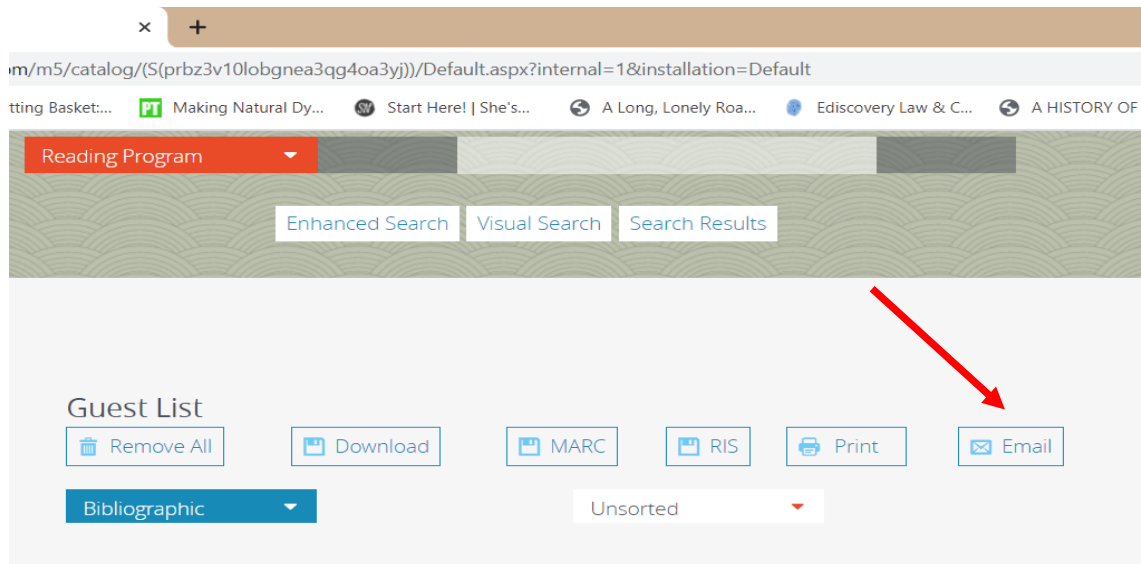 × +
om/m5/catalog/(S(prbz3v10lobgnea3qg4oa3yj))/Default.aspx?internal=1&installation=Default
tting Basket:... PT Making Natural Dy... SW Start Here! | She's... A Long, Lonely Roa... Ediscovery Law & C... A HISTORY OF
Reading Program
Enhanced Search Visual Search Search Results
Guest List
Remove All Download MARC RIS Print Email
Bibliographic Unsorted